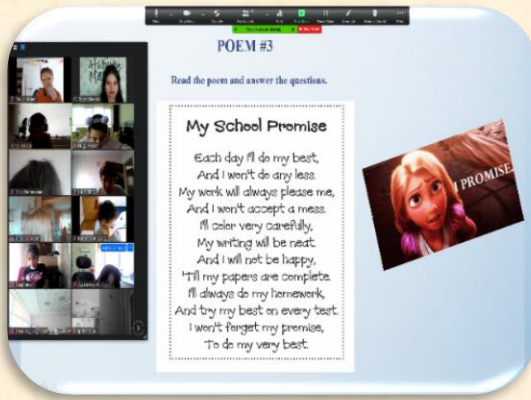 POEM #3
Read the poem and answer the questions.
My School Promise
Each day I'll do my best,
And I won't do any less.
My work will always please me,
And I won't accept a mess.
I'll color very carefully,
My writing will be neat.
And I will not be happy,
'Till my papers are complete.
I'll always do my homework,
And try my best on every test.
I won't forget my promise,
To do my very best.
I PROMISE.